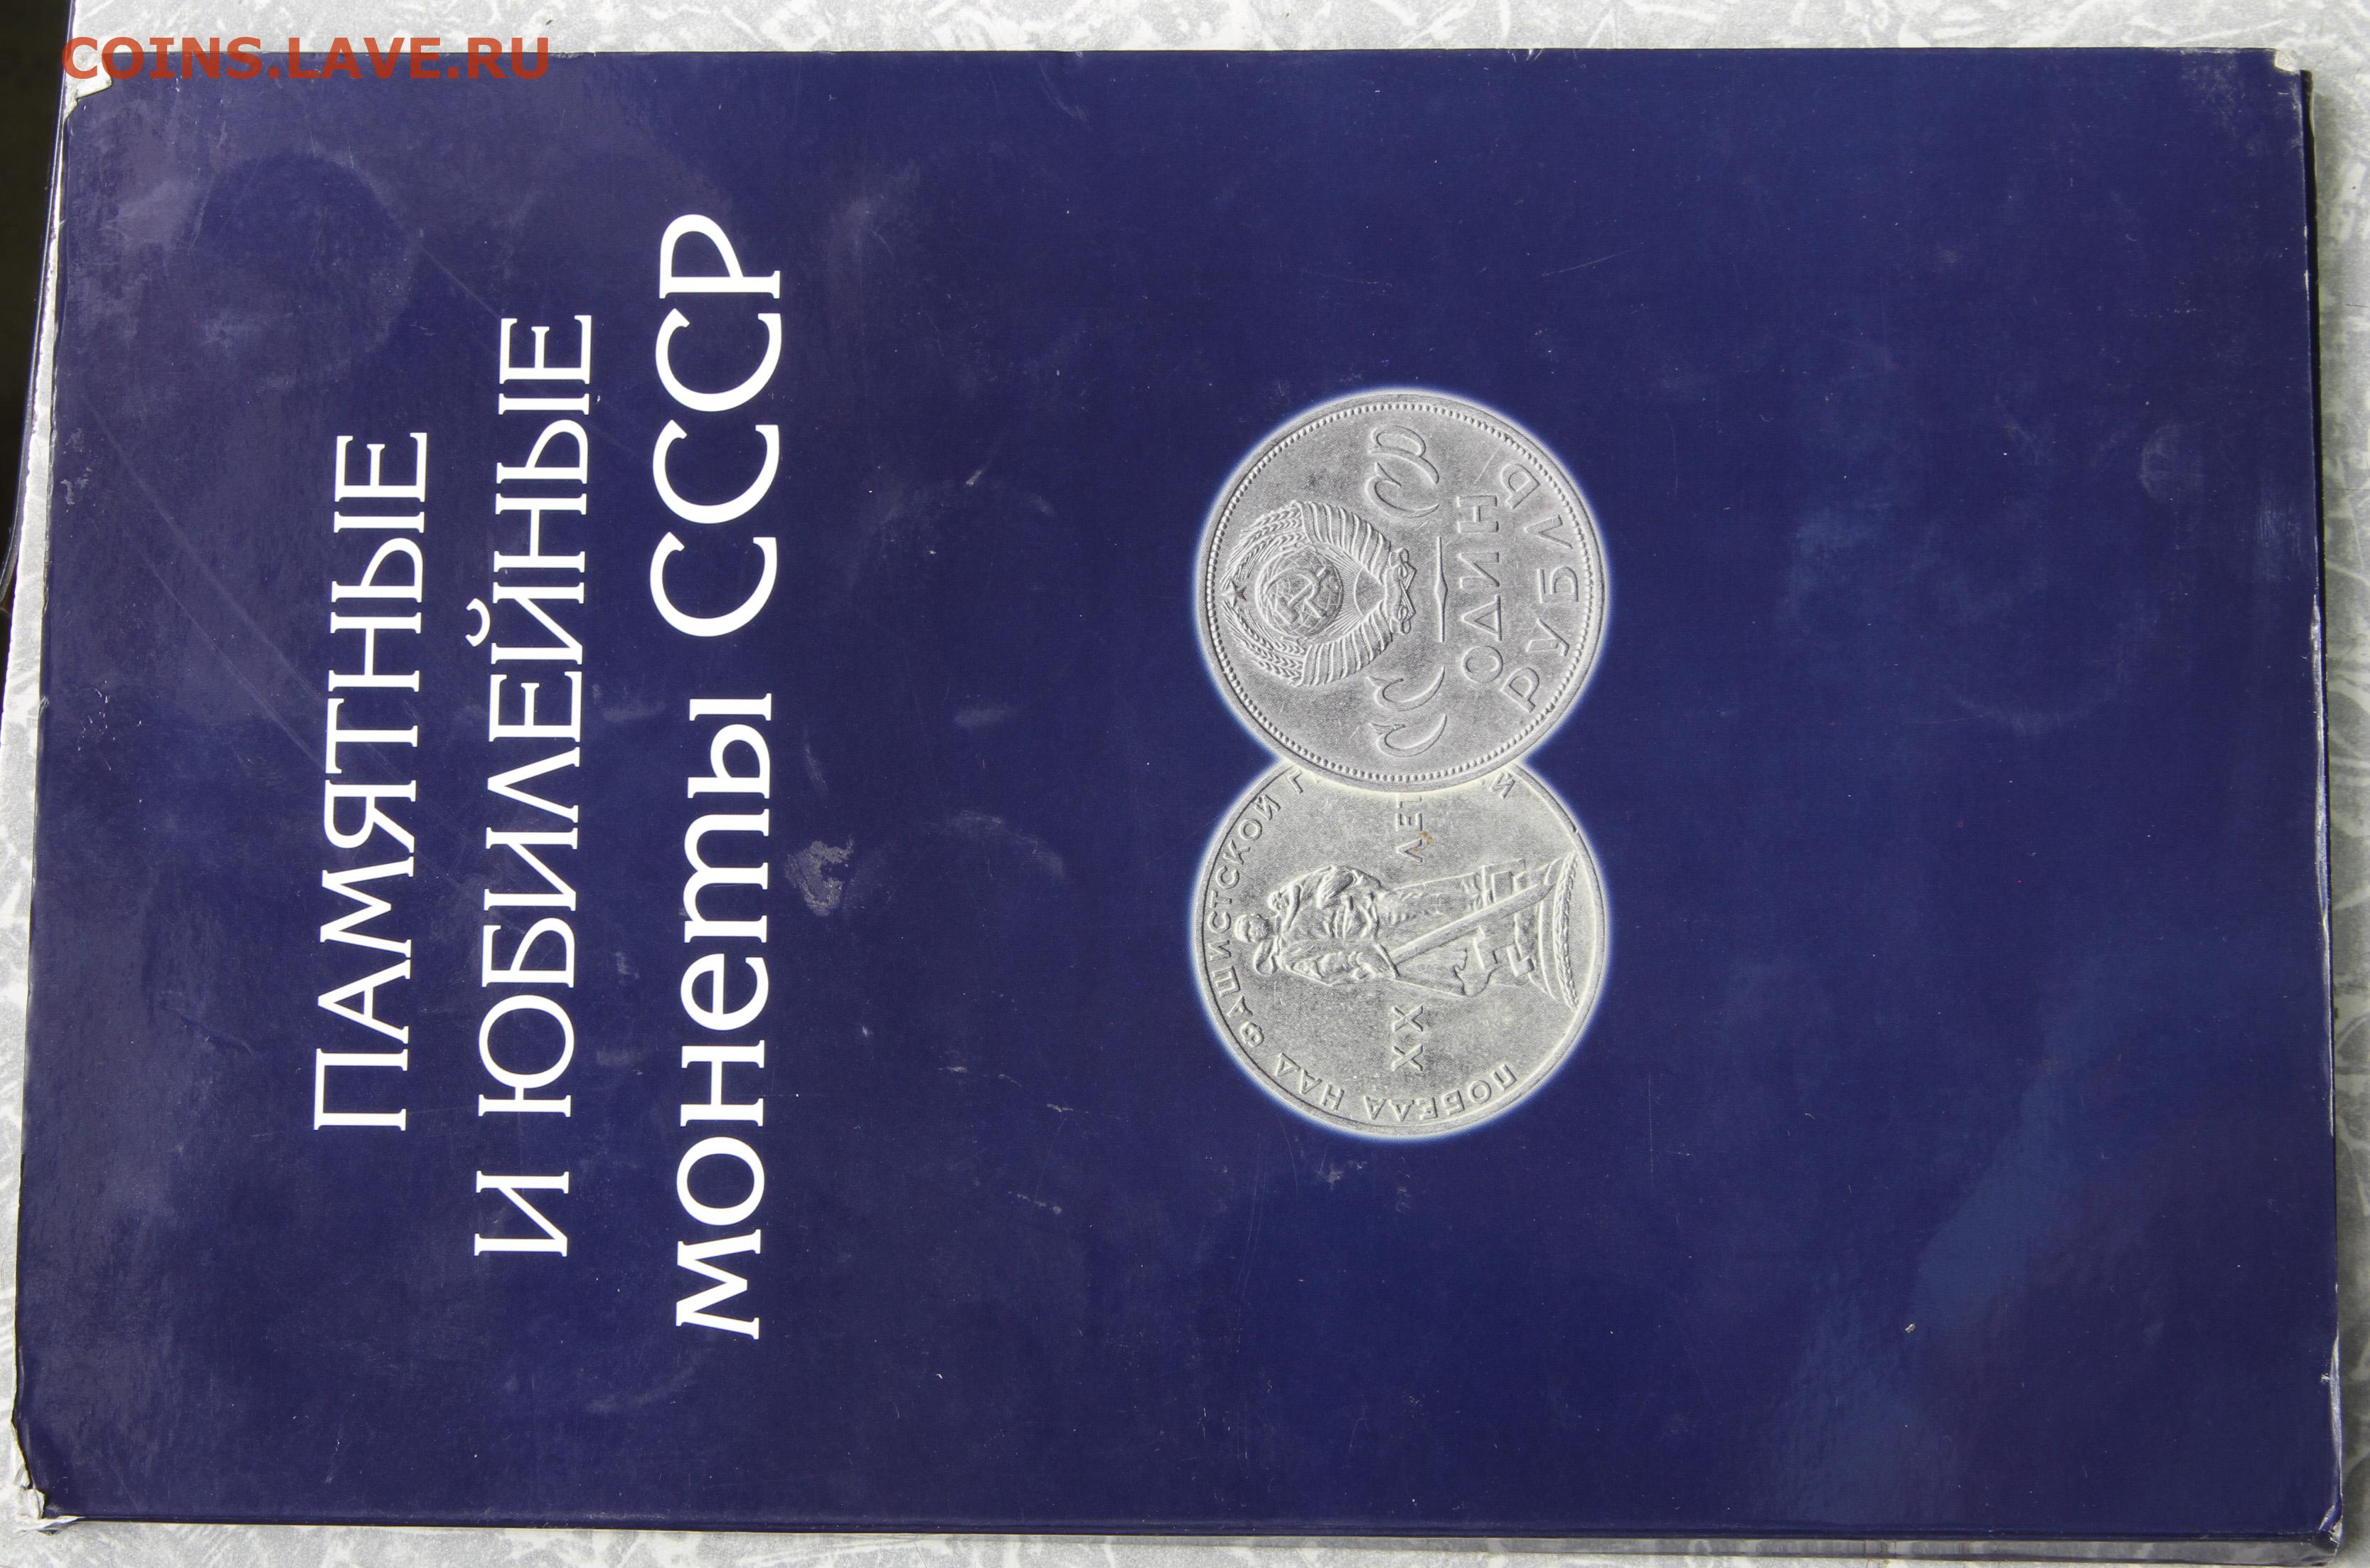 COINS.LAVE.RU
ПАМЯТНЫЕ
И ЮБИЛЕЙНЫЕ
монеты СССР
СССР
ОДИН
РУБЛЬ
ПОБЕДА НАД ФАШИСТСКОЙ
XX ЛЕТ